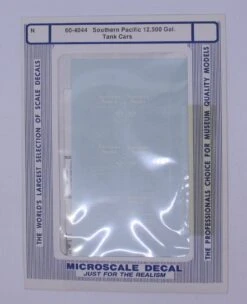 N
60-4044 Southern Pacific 12,500 Gal.
Tank Cars
THE WORLD'S LARGEST SELECTION OF SCALE DECALS
THE PROFESSIONALS CHOICE FOR MUSEUM QUALITY MODELS
MICROSCALE DECAL
JUST FOR THE REALISM